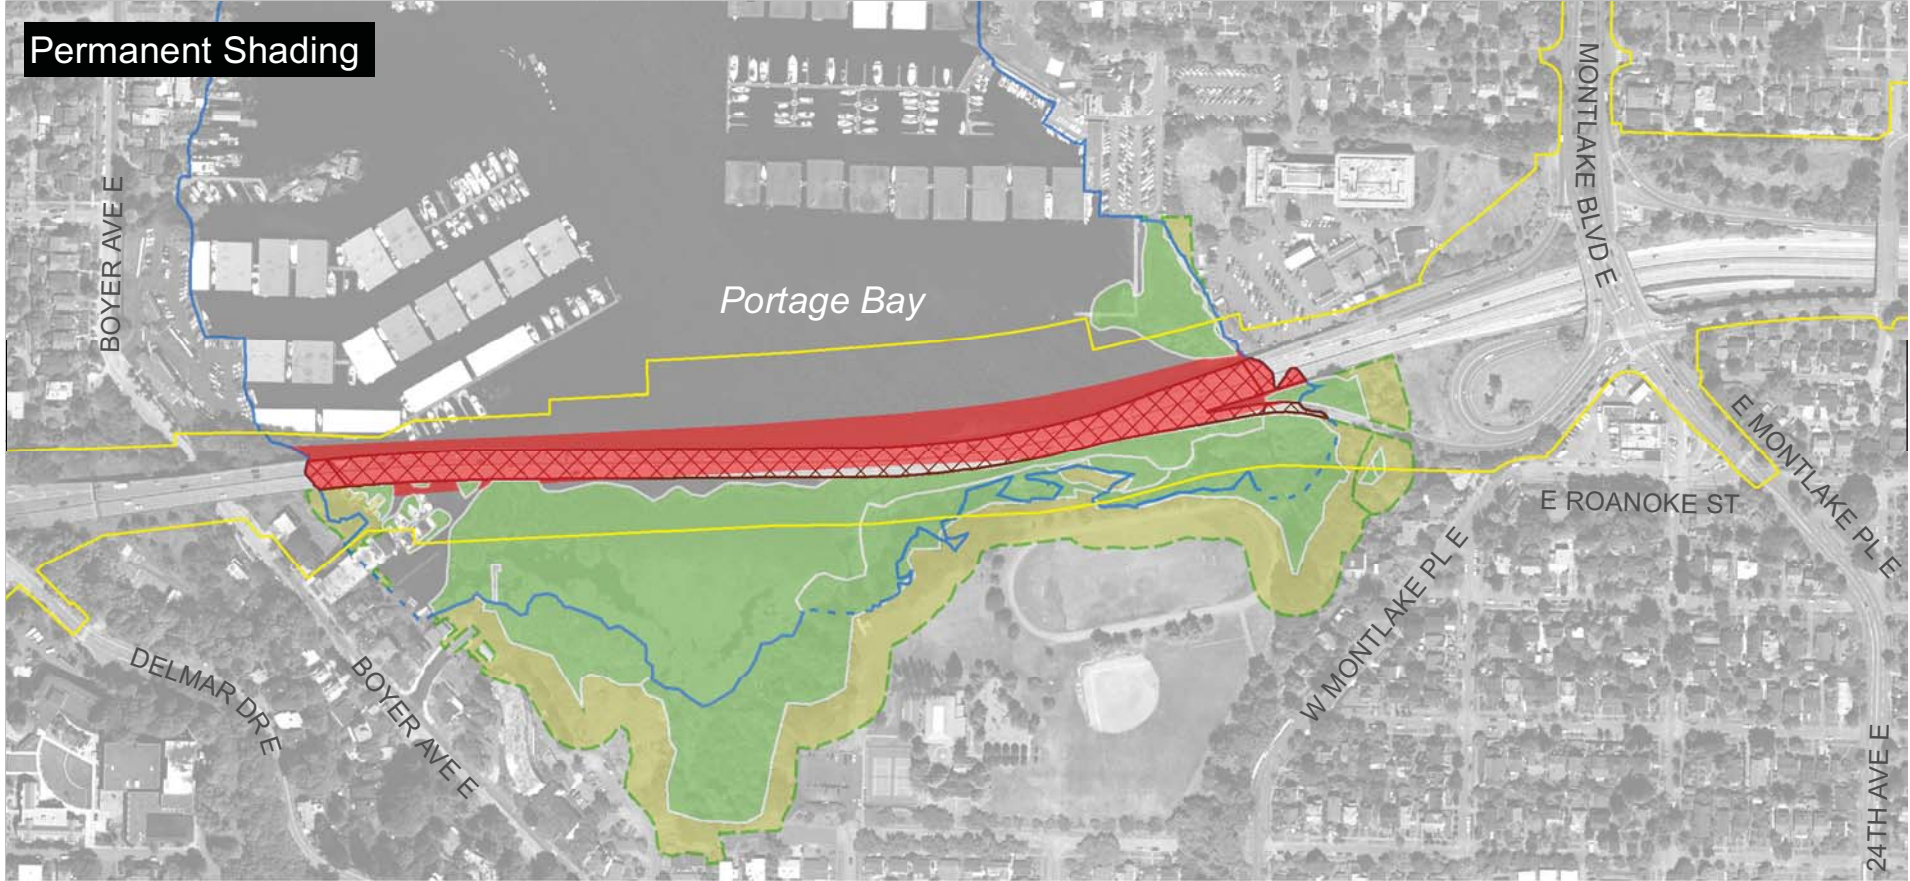 Permanent Shading
MONTLAKE BLVD E
BOYER AVE E
Portage Bay
E MONTLAKE PL E
E ROANOKE ST
W MONTLAKE PL E
DELMAR DR E
BOYER AVE E
24TH AVE E